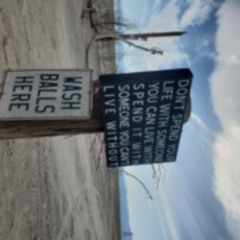 WASH
BALLS
HERE
DON'T SPEND YOUR
LIFE WITH SOMEONE
YOU CAN LIVE WITH
SPEND IT WITH
SOMEONE YOU CAN'T
LIVE WITHOUT